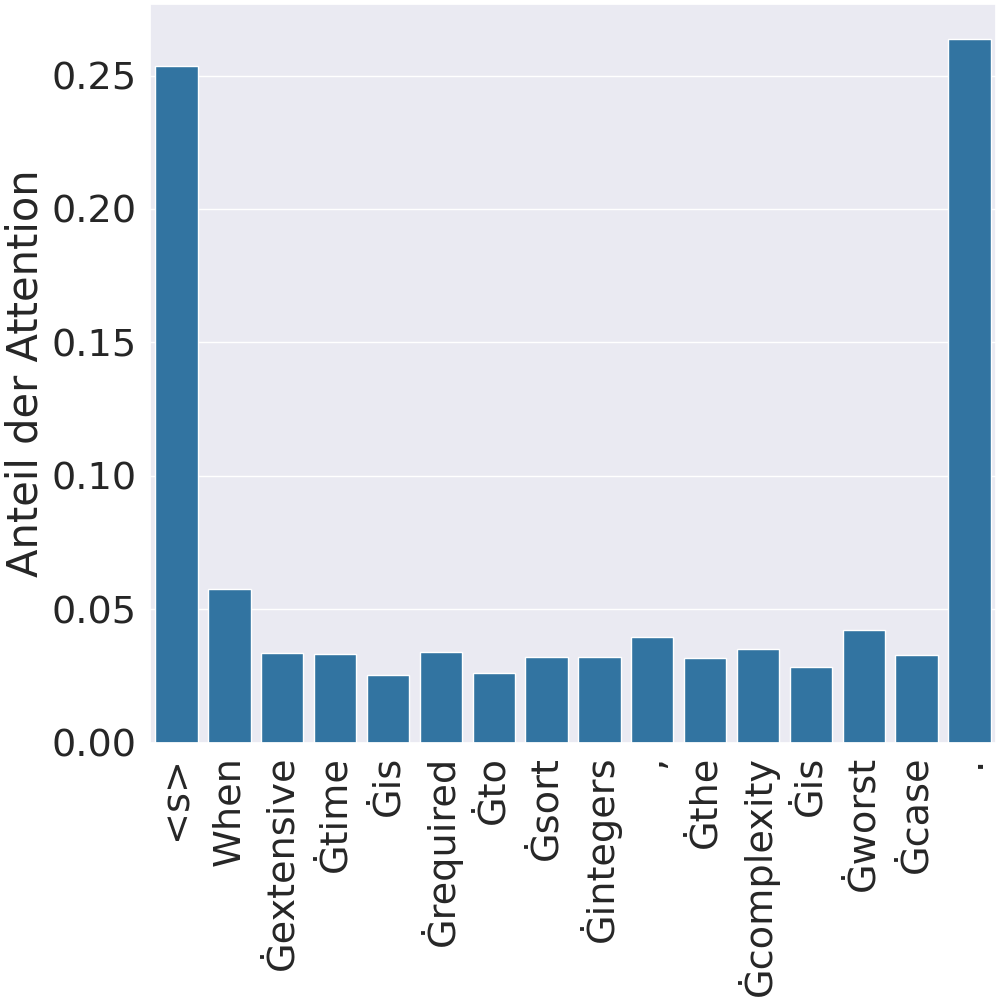 Anteil der Attention
0.25
0.20
0.15
0.10
0.05
0.00
<s>
When
Ġextensive
Ġtime
Ġis
Ġrequired
Ġto
Ġsort
Ġintegers
,
Ġthe
Ġcomplexity
Ġis
Ġworst
Ġcase
.